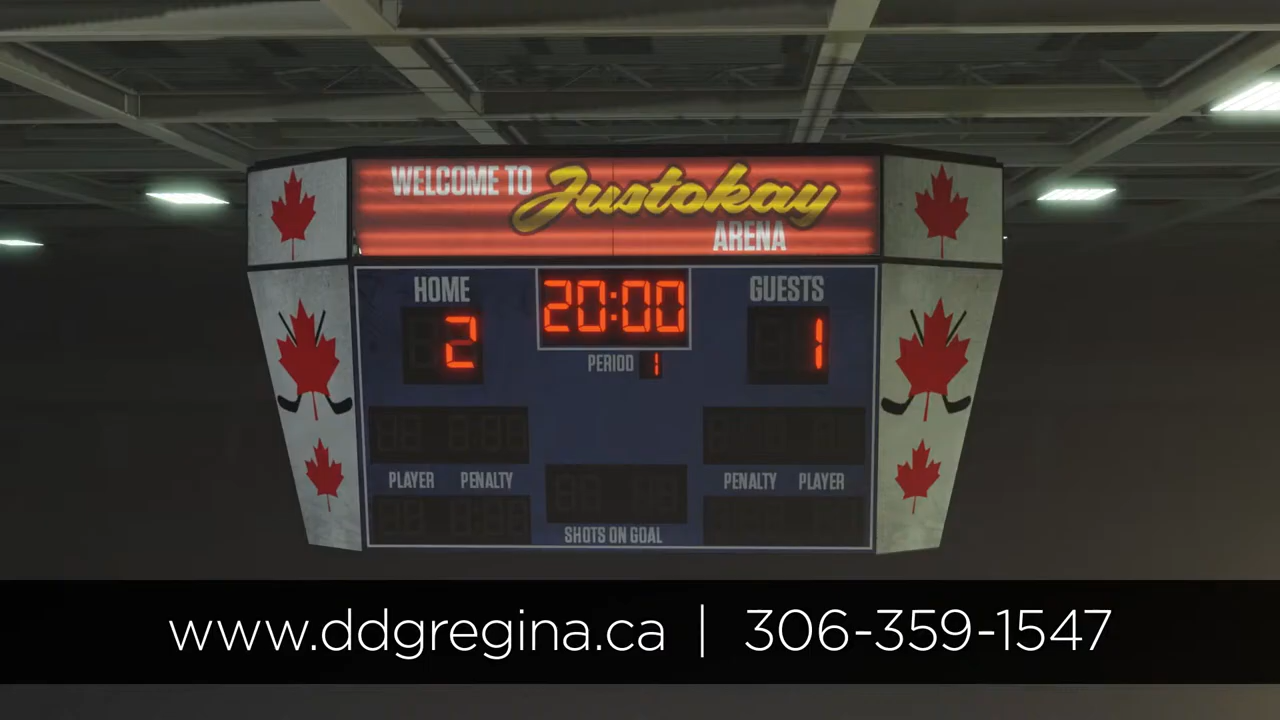 WELCOME TO Justokay
ARENA
HOME
20:00
GUESTS
2
1
PERIOD 1
PLAYER PENALTY
PENALTY PLAYER
SHOTS ON GOAL
www.ddgregina.ca | 306-359-1547